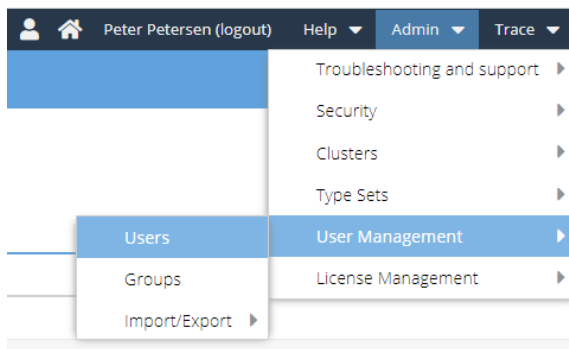 Peter Petersen (logout) Help Admin Trace
Troubleshooting and support
Security
Clusters
Type Sets
User Management
License Management
Users
Groups
Import/Export